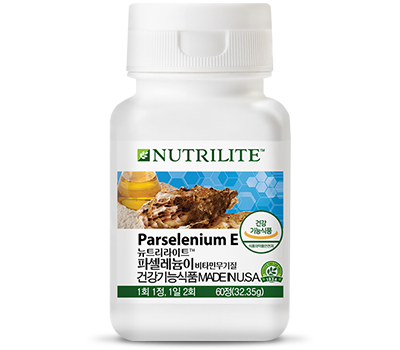 NUTRILITE™
Parselenium E
뉴트리라이트™
파셀레늄이 비타민무기질
건강기능식품 MADE IN U.S.A
1회 1정, 1일 2회 60정(32.35g)
건강
기능식품